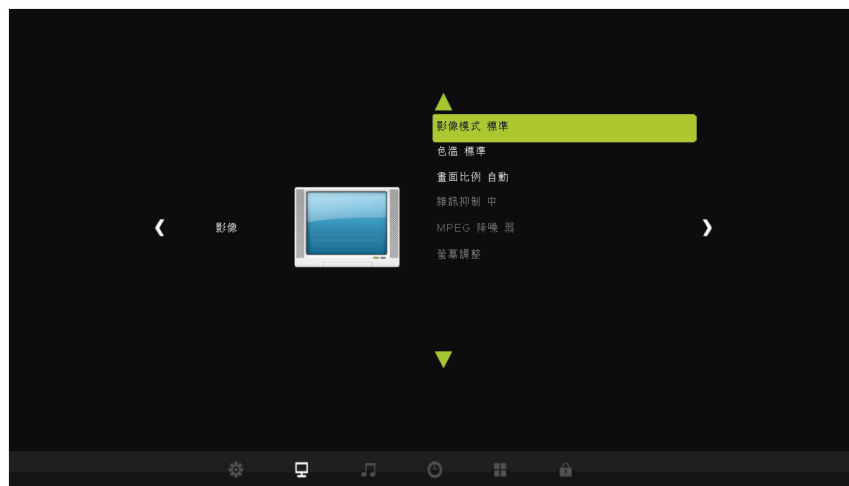 影像模式 標準
色溫 標準
畫面比例 自動
雜訊抑制 中
影像
MPEG 降噪 弱
螢幕調整